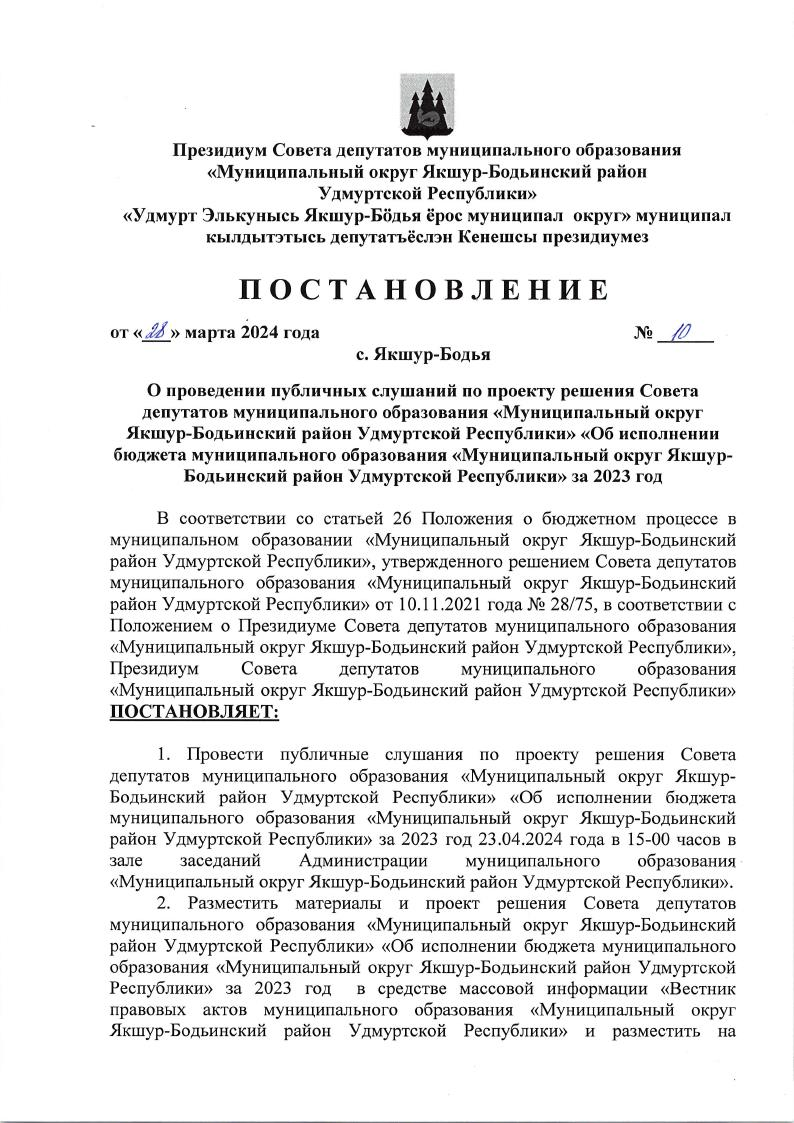 Президиум Совета депутатов муниципального образования
«Муниципальный округ Якшур-Бодьинский район
Удмуртской Республики»
«Удмурт Элькунысь Якшур-Бӧдья ёрос муниципал округ» муниципал
кылдытэтысь депутатъёслэн Кенешсы президиумез
П О С Т А Н О В Л Е Н И Е
от «28» марта 2024 года № 10
с. Якшур-Бодья
О проведении публичных слушаний по проекту решения Совета
депутатов муниципального образования «Муниципальный округ
Якшур-Бодьинский район Удмуртской Республики» «Об исполнении
бюджета муниципального образования «Муниципальный округ Якшур-
Бодьинский район Удмуртской Республики» за 2023 год
В соответствии со статьей 26 Положения о бюджетном процессе в
муниципальном образовании «Муниципальный округ Якшур-Бодьинский
район Удмуртской Республики», утвержденного решением Совета депутатов
муниципального образования «Муниципальный округ Якшур-Бодьинский
район Удмуртской Республики» от 10.11.2021 года № 28/75, в соответствии с
Положением о Президиуме Совета депутатов муниципального образования
«Муниципальный округ Якшур-Бодьинский район Удмуртской Республики»,
Президиум Совета депутатов муниципального образования
«Муниципальный округ Якшур-Бодьинский район Удмуртской Республики»
ПОСТАНОВЛЯЕТ:
1. Провести публичные слушания по проекту решения Совета
депутатов муниципального образования «Муниципальный округ Якшур-
Бодьинский район Удмуртской Республики» «Об исполнении бюджета
муниципального образования «Муниципальный округ Якшур-Бодьинский
район Удмуртской Республики» за 2023 год 23.04.2024 года в 15-00 часов в
зале заседаний Администрации муниципального образования
«Муниципальный округ Якшур-Бодьинский район Удмуртской Республики».
2. Разместить материалы и проект решения Совета депутатов
муниципального образования «Муниципальный округ Якшур-Бодьинский
район Удмуртской Республики» «Об исполнении бюджета муниципального
образования «Муниципальный округ Якшур-Бодьинский район Удмуртской
Республики» за 2023 год в средстве массовой информации «Вестник
правовых актов муниципального образования «Муниципальный округ
Якшур-Бодьинский район Удмуртской Республики» и разместить на